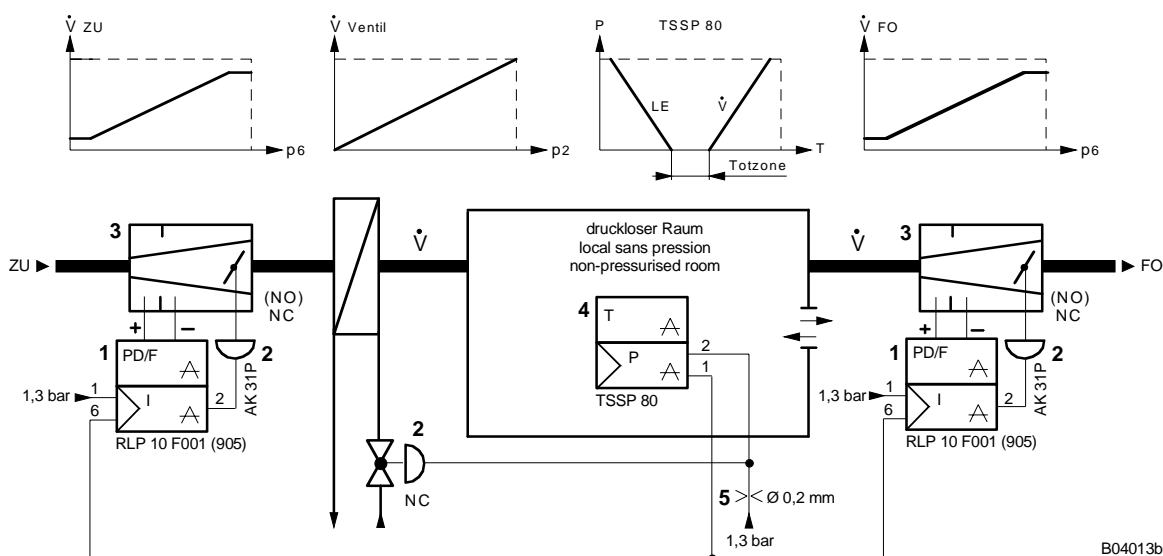 V̇ ZU
V̇ Ventil
P
TSSP 80
V̇ FO
LE
V̇
p6
p2
T
p6
Totzone
3
druckloser Raum
local sans pression
non-pressurised room
3
V̇
V̇
ZU
FO
(NO)
NC
(NO)
NC
4
T
P
2
1
TSSP 80
+
−
+
−
1
PD/F
2
AK 31P
1
PD/F
2
AK 31P
1,3 bar
1
6
I
2
1,3 bar
1
6
I
2
RLP 10 F001 (905)
RLP 10 F001 (905)
2
NC
5
Ø 0,2 mm
1,3 bar
B04013b